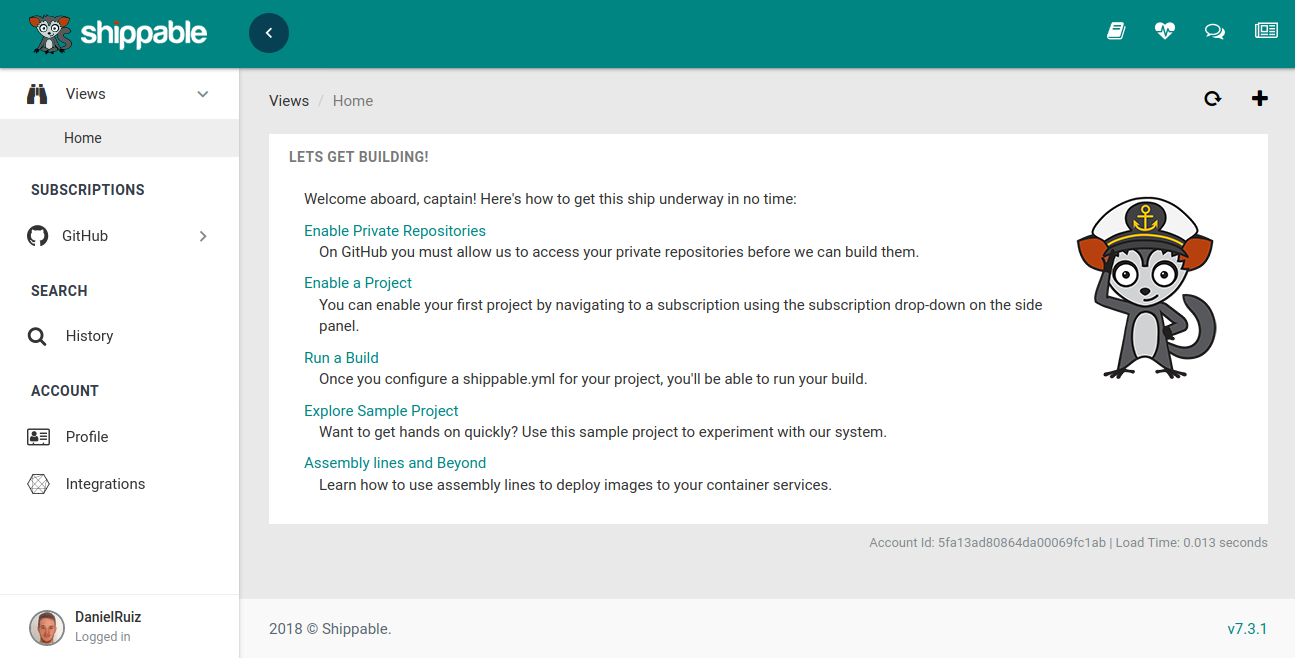 shippable
Views
Home
SUBSCRIPTIONS
GitHub
SEARCH
History
ACCOUNT
Profile
Integrations
DanielRuiz
Logged in
Views / Home
LETS GET BUILDING!
Welcome aboard, captain! Here's how to get this ship underway in no time:
Enable Private Repositories
On GitHub you must allow us to access your private repositories before we can build them.
Enable a Project
You can enable your first project by navigating to a subscription using the subscription drop-down on the side
panel.
Run a Build
Once you configure a shippable.yml for your project, you'll be able to run your build.
Explore Sample Project
Want to get hands on quickly? Use this sample project to experiment with our system.
Assembly lines and Beyond
Learn how to use assembly lines to deploy images to your container services.
Account Id: 5fa13ad80864da00069fc1ab | Load Time: 0.013 seconds
2018 © Shippable.
v7.3.1